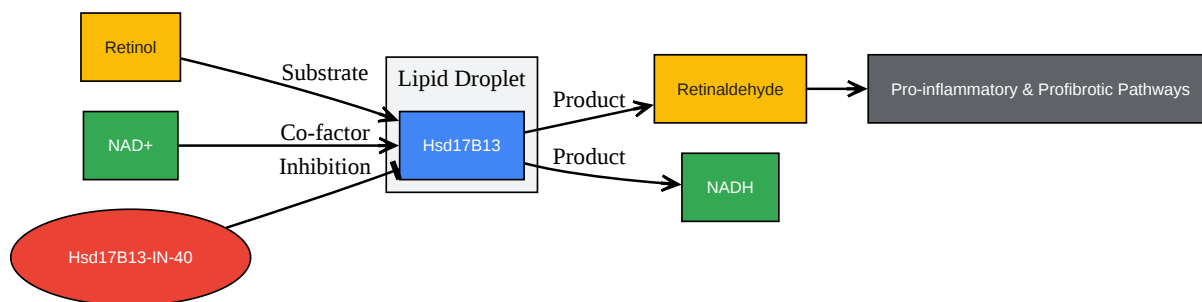 Retinol
Substrate
Lipid Droplet
Product
Retinaldehyde
Pro-inflammatory & Profibrotic Pathways
NAD+
Co-factor
Hsd17B13
Inhibition
Product
NADH
Hsd17B13-IN-40